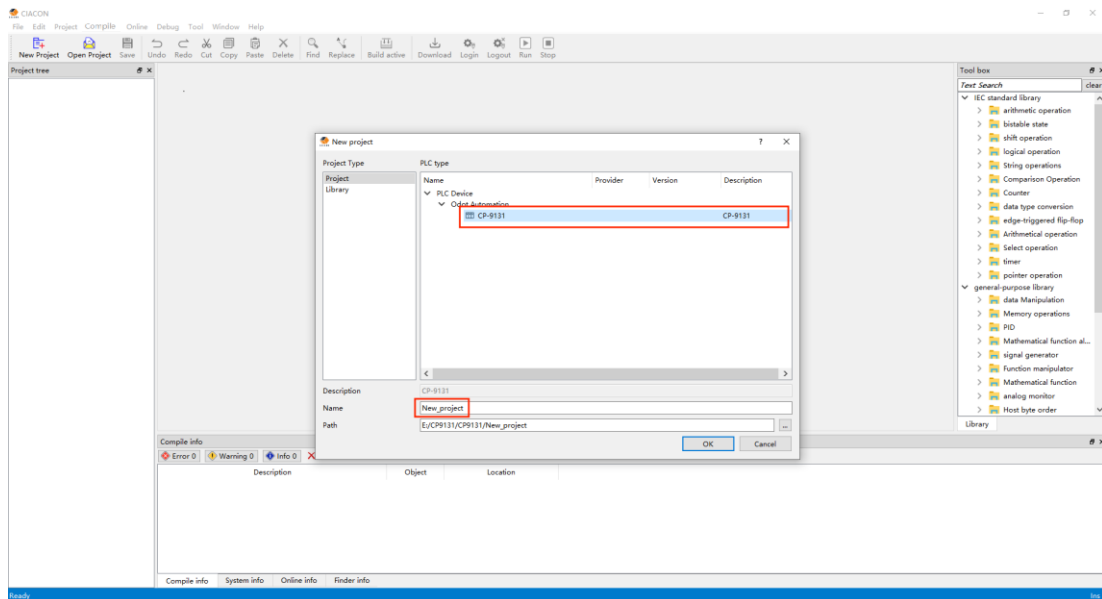 CIACON
File Edit Project Compile Online Debug Tool Window Help
New Project Open Project Save Undo Redo Cut Copy Paste Delete Find Replace Build active Download Login Logout Run Stop
Project tree
Tool box
Text Search clear
IEC standard library
arithmetic operation
bistable state
shift operation
logical operation
String operations
Comparison Operation
Counter
data type conversion
edge-triggered flip-flop
Arithmetical operation
Select operation
timer
pointer operation
general-purpose library
data Manipulation
Memory operations
PID
Mathematical function al...
signal generator
Function manipulator
Mathematical function
analog monitor
Host byte order
Library
New project
Project Type PLC type
Project
Library
Name Provider Version Description
PLC Device
Odot Automation
CP-9131 CP-9131
Description CP-9131
Name New_project
Path E:/CP9131/CP9131/New_project ...
OK Cancel
Compile info
Error 0 Warning 0 Info 0
Description Object Location
Compile info System info Online info Finder info
Ready Ins